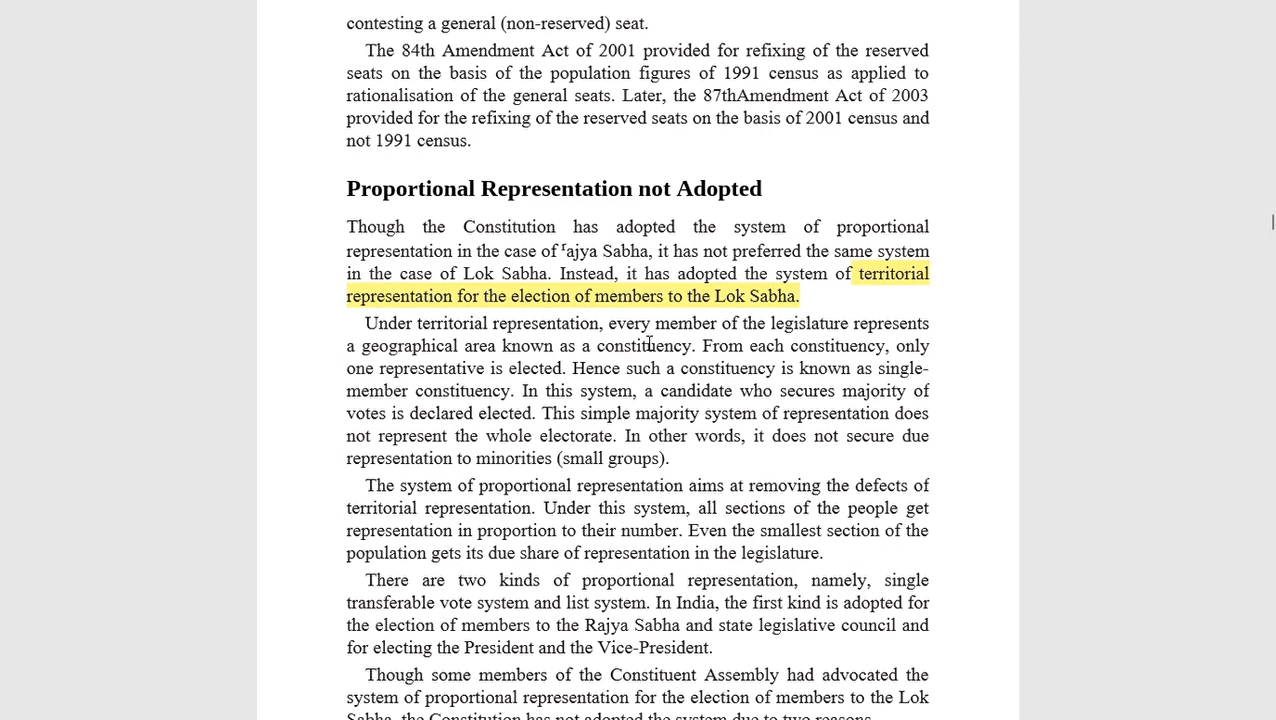 contesting a general (non-reserved) seat.
The 84th Amendment Act of 2001 provided for refixing of the reserved
seats on the basis of the population figures of 1991 census as applied to
rationalisation of the general seats. Later, the 87thAmendment Act of 2003
provided for the refixing of the reserved seats on the basis of 2001 census and
not 1991 census.
Proportional Representation not Adopted
Though the Constitution has adopted the system of proportional
representation in the case of rajya Sabha, it has not preferred the same system
in the case of Lok Sabha. Instead, it has adopted the system of territorial
representation for the election of members to the Lok Sabha.
Under territorial representation, every member of the legislature represents
a geographical area known as a constituency. From each constituency, only
one representative is elected. Hence such a constituency is known as single-
member constituency. In this system, a candidate who secures majority of
votes is declared elected. This simple majority system of representation does
not represent the whole electorate. In other words, it does not secure due
representation to minorities (small groups).
The system of proportional representation aims at removing the defects of
territorial representation. Under this system, all sections of the people get
representation in proportion to their number. Even the smallest section of the
population gets its due share of representation in the legislature.
There are two kinds of proportional representation, namely, single
transferable vote system and list system. In India, the first kind is adopted for
the election of members to the Rajya Sabha and state legislative council and
for electing the President and the Vice-President.
Though some members of the Constituent Assembly had advocated the
system of proportional representation for the election of members to the Lok
Sabha, the Constitution has not adopted the system due to two reasons.